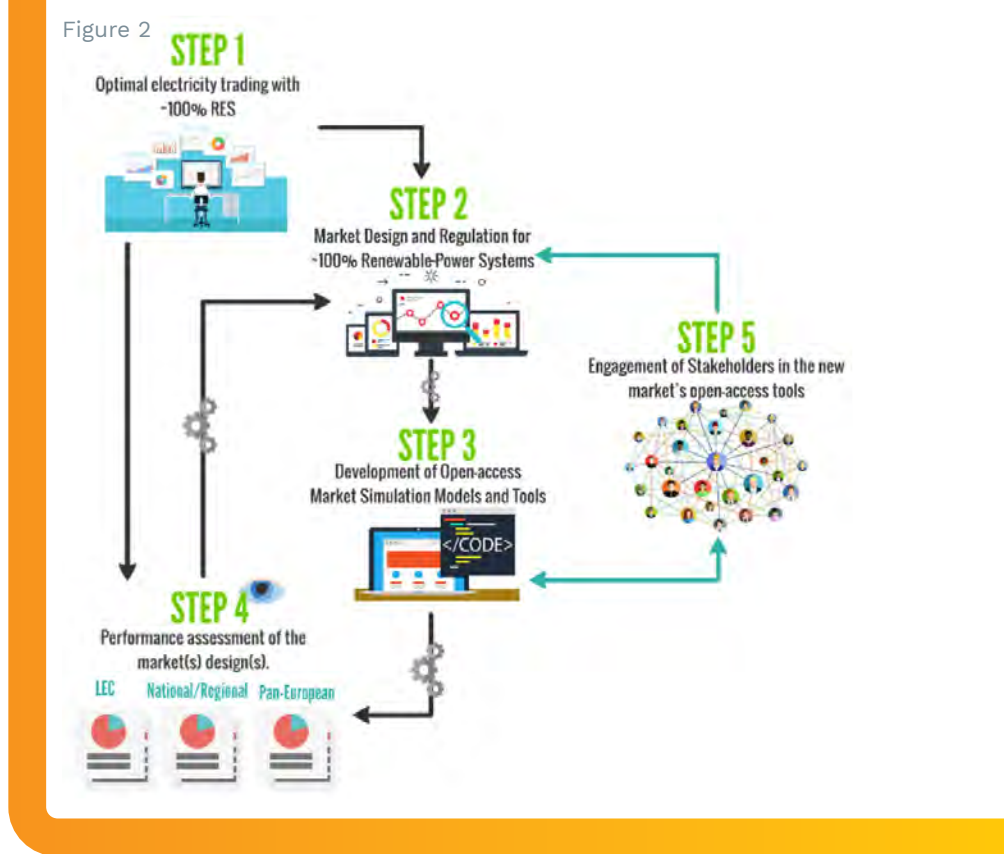 Figure 2
STEP 1
Optimal electricity trading with
~100% RES
STEP 2
Market Design and Regulation for
~100% Renewable-Power Systems
STEP 5
Engagement of Stakeholders in the new
market's open-access tools
STEP 3
Development of Open-access
Market Simulation Models and Tools
</CODE>
STEP 4
Performance assessment of the
market(s) design(s).
LEC National/Regional Pan-European